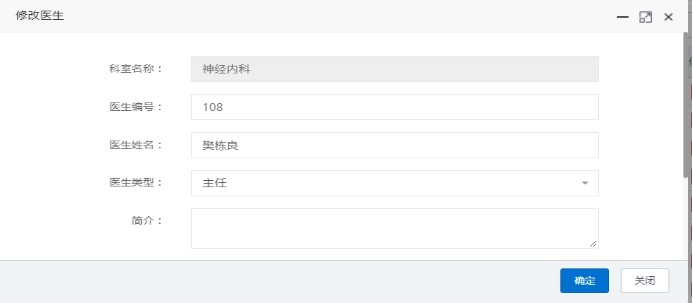 修改医生
科室名称： 神经内科
医生编号： 108
医生姓名： 樊栋良
医生类型： 主任
简介：
确定 关闭